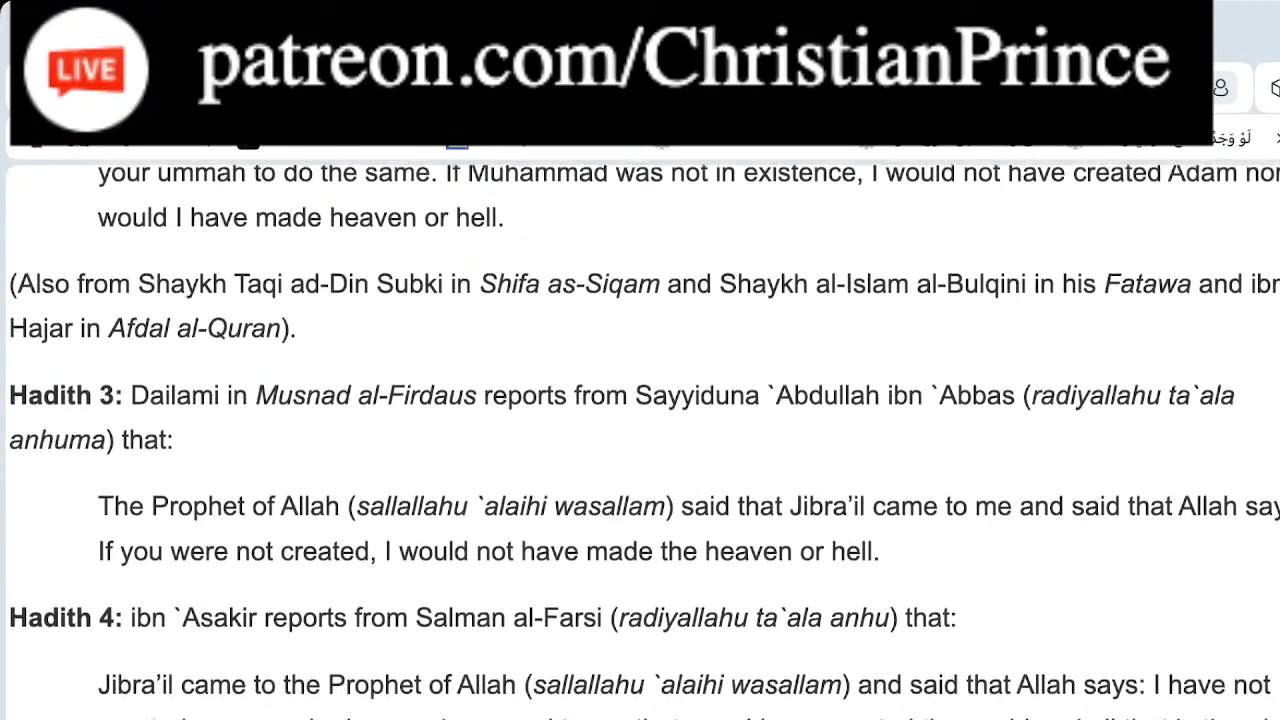 LIVE
patreon.com/ChristianPrince
your ummah to do the same. If Muhammad was not in existence, I would not have created Adam nor
would I have made heaven or hell.
(Also from Shaykh Taqi ad-Din Subki in Shifa as-Siqam and Shaykh al-Islam al-Bulqini in his Fatawa and ibn
Hajar in Afdal al-Quran).
Hadith 3: Dailami in Musnad al-Firdaus reports from Sayyiduna `Abdullah ibn `Abbas (radiyallahu ta`ala
anhuma) that:
The Prophet of Allah (sallallahu `alaihi wasallam) said that Jibra’il came to me and said that Allah say
If you were not created, I would not have made the heaven or hell.
Hadith 4: ibn `Asakir reports from Salman al-Farsi (radiyallahu ta`ala anhu) that:
Jibra’il came to the Prophet of Allah (sallallahu `alaihi wasallam) and said that Allah says: I have not